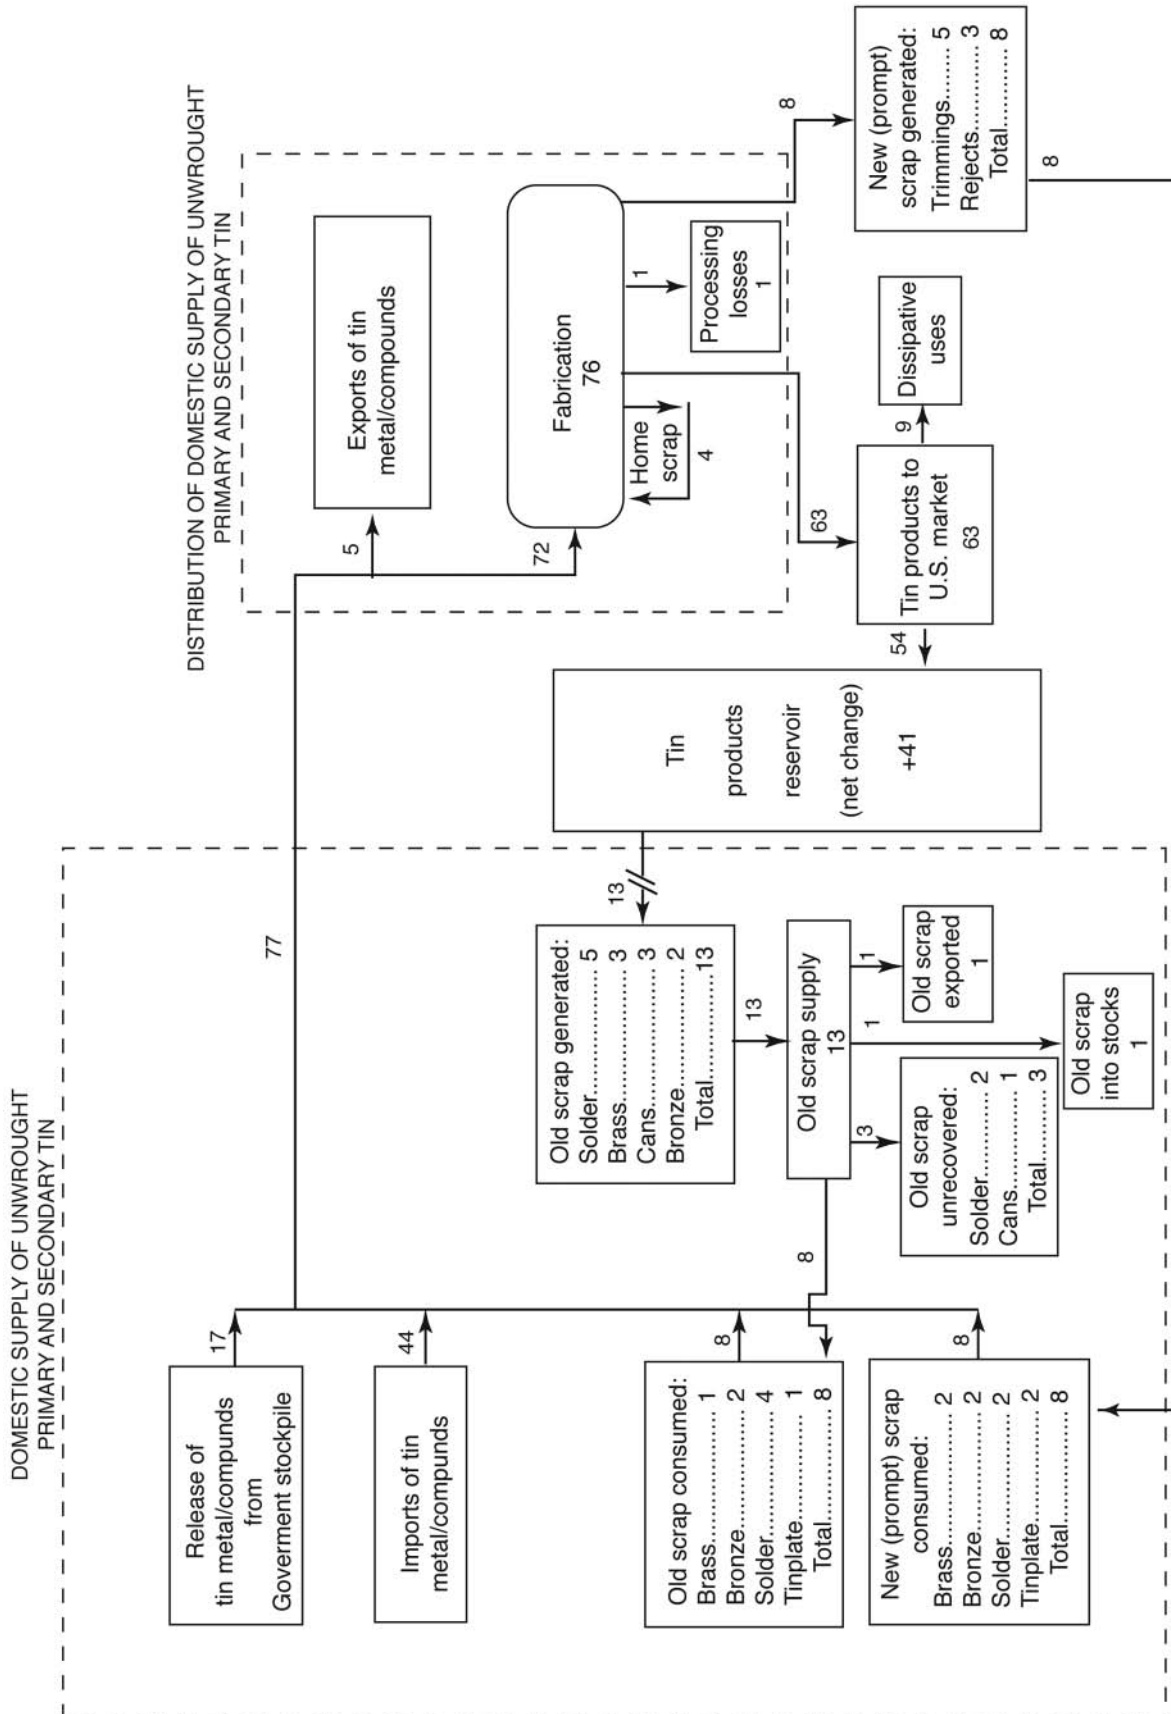 DOMESTIC SUPPLY OF UNWROUGHT
PRIMARY AND SECONDARY TIN
Release of
tin metal/compunds
from
Goverment stockpile
17
Imports of tin
metal/compunds
44
Old scrap consumed:
Brass..............1
Bronze...........2
Solder............4
Tinplate..........1
Total...........8
8
New (prompt) scrap
consumed:
Brass...............2
Bronze.............2
Solder.............2
Tinplate...........2
Total............8
8
77
Old scrap generated:
Solder................5
Brass.................3
Cans..................3
Bronze...............2
Total..............13
13
13
Old scrap supply
13
8
3
Old scrap
unrecovered:
Solder............2
Cans..............1
Total...........3
1
Old scrap
into stocks
1
1
Old scrap
exported
1
Tin
products
reservoir
(net change)
+41
54
DISTRIBUTION OF DOMESTIC SUPPLY OF UNWROUGHT
PRIMARY AND SECONDARY TIN
5
Exports of tin
metal/compounds
72
Fabrication
76
Home
scrap
4
1
Processing
losses
1
63
Tin products to
U.S. market
63
9
Dissipative
uses
8
New (prompt)
scrap generated:
Trimmings........5
Rejects............3
Total...........8
8